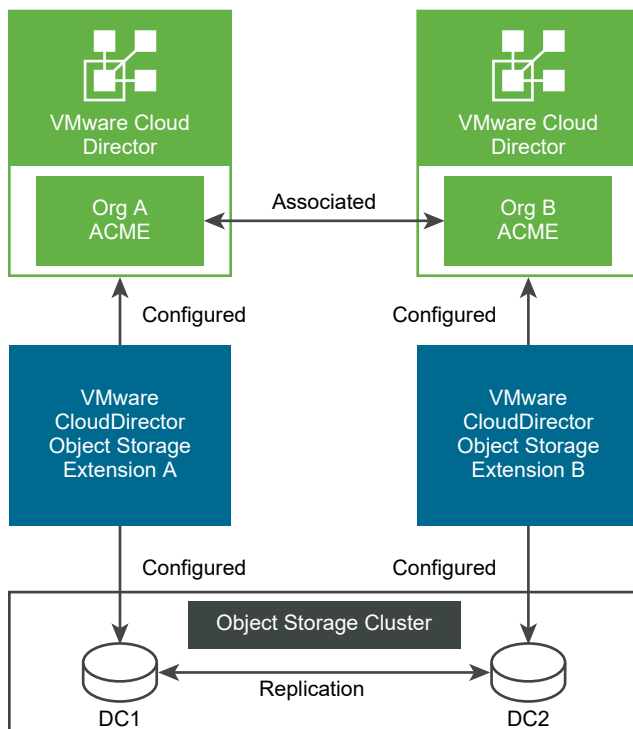 VMware Cloud
Director
VMware Cloud
Director
Org A
ACME
Associated
Org B
ACME
Configured
Configured
VMware
CloudDirector
Object Storage
Extension A
VMware
CloudDirector
Object Storage
Extension B
Configured
Configured
Object Storage Cluster
Replication
DC1
DC2